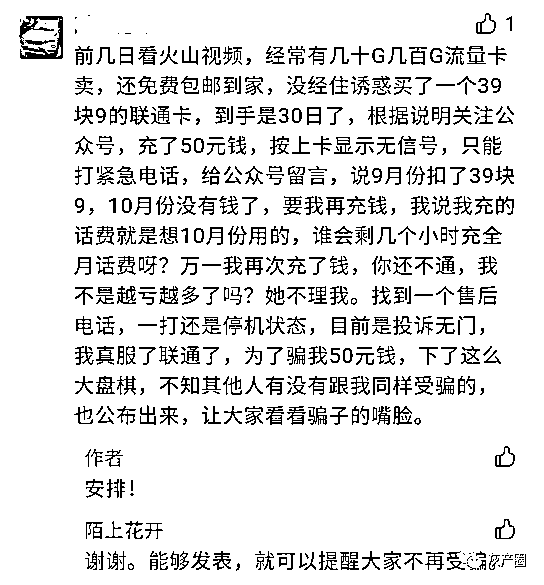 1
前几日看火山视频，经常有几十G几百G流量卡
卖，还免费包邮到家，没经住诱惑买了一个39
块9的联通卡，到手是30日了，根据说明关注公
众号，充了50元钱，按上卡显示无信号，只能
打紧急电话，给公众号留言，说9月份扣了39块
9，10月份没有钱了，要我再充钱，我说我充的
话费就是想10月份用的，谁会剩几个小时充全
月话费呀？万一我再次充了钱，你还不通，我
不是越亏越多了吗？她不理我。找到一个售后
电话，一打还是停机状态，目前是投诉无门，
我真服了联通了，为了骗我50元钱，下了这么
大盘棋，不知其他人有没有跟我同样受骗的，
也公布出来，让大家看看骗子的嘴脸。
作者
安排！
陌上花开
谢谢。能够发表，就可以提醒大家不再受骗。
灰产圈